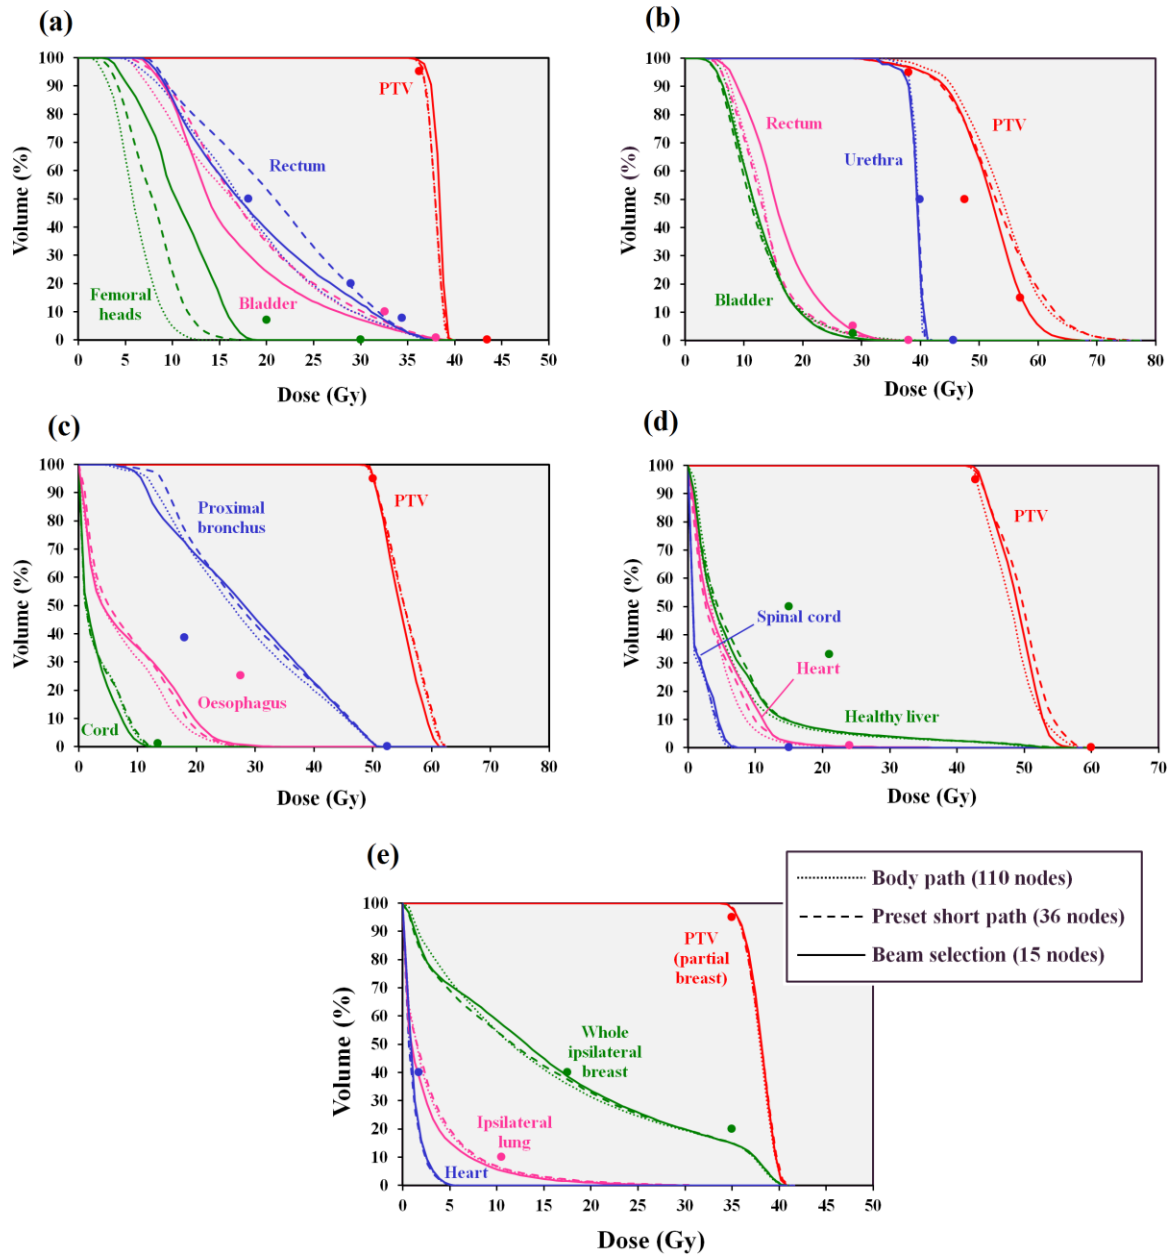 (a)
100
90
80
70
60
50
40
30
20
10
0
Volume (%)
PTV
Rectum
Femoral
heads
Bladder
0 5 10 15 20 25 30 35 40 45 50
Dose (Gy)
(b)
100
90
80
70
60
50
40
30
20
10
0
Volume (%)
Rectum
Urethra
PTV
Bladder
0 10 20 30 40 50 60 70 80
Dose (Gy)
(c)
100
90
80
70
60
50
40
30
20
10
0
Volume (%)
Proximal
bronchus
PTV
Oesophagus
Cord
0 10 20 30 40 50 60 70 80
Dose (Gy)
(d)
100
90
80
70
60
50
40
30
20
10
0
Volume (%)
PTV
Spinal cord
Heart
Healthy liver
0 10 20 30 40 50 60 70
Dose (Gy)
(e)
100
90
80
70
60
50
40
30
20
10
0
Volume (%)
PTV
(partial
breast)
Whole
ipsilateral
breast
Ipsilateral
lung
Heart
0 5 10 15 20 25 30 35 40 45 50
Dose (Gy)
Body path (110 nodes)
Preset short path (36 nodes)
Beam selection (15 nodes)